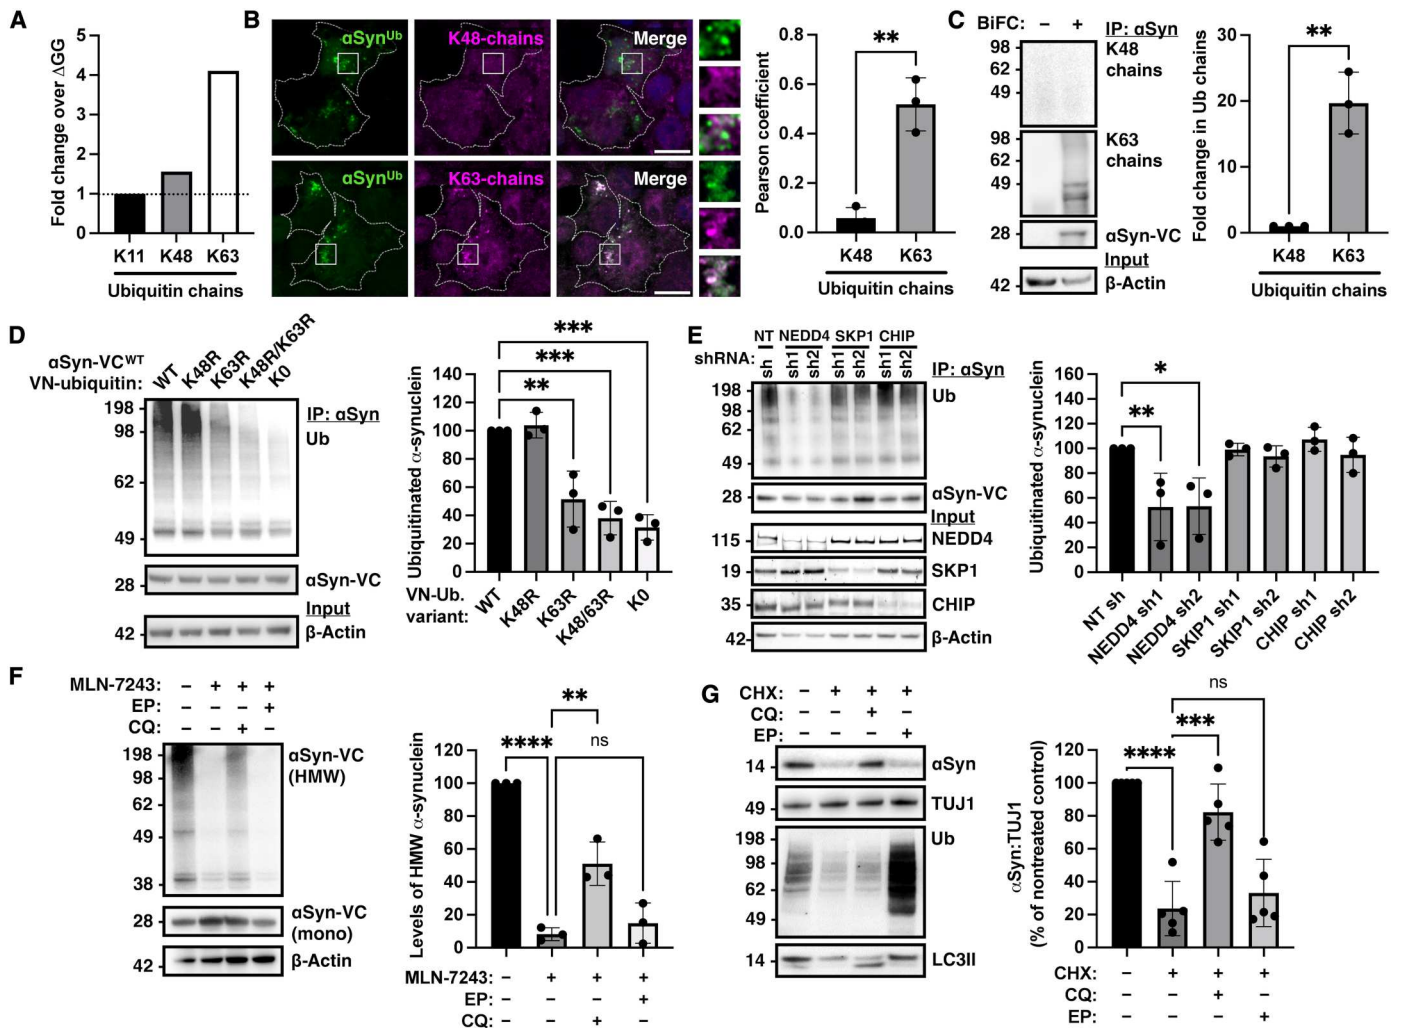 A
Fold change over ΔGG
5
4
3
2
1
0
K11 K48 K63
Ubiquitin chains
B
αSynUb K48-chains Merge
αSynUb K63-chains Merge
Pearson coefficient
0.8
0.6
0.4
0.2
0.0
**
K48 K63
Ubiquitin chains
C
BiFC: – + IP: αSyn
98
62
49
K48
chains
98
62
49
K63
chains
28 αSyn-VC
Input
42 β-Actin
Fold change in Ub chains
30
20
10
0
**
K48 K63
Ubiquitin chains
D
αSyn-VCWT
VN-ubiquitin:
WT K48R K63R K48R/K63R K0
198
98
62
49
IP: αSyn
Ub
28 αSyn-VC
Input
42 β-Actin
Ubiquitinated α-synuclein
140
120
100
80
60
40
20
0
***
***
**
VN-Ub.
variant:
WT K48R K63R K48/63R K0
E
NT NEDD4 SKP1 CHIP
shRNA: sh sh1 sh2 sh1 sh2 sh1 sh2
IP: αSyn
198
98
62
49
Ub
28 αSyn-VC
Input
115 NEDD4
19 SKP1
35 CHIP
42 β-Actin
Ubiquitinated α-synuclein
160
140
120
100
80
60
40
20
0
*
**
NT sh NEDD4 sh1 NEDD4 sh2 SKIP1 sh1 SKIP1 sh2 CHIP sh1 CHIP sh2
F
MLN-7243: – + + +
EP: – – – +
CQ: – – + –
198
98
62
49
38
αSyn-VC
(HMW)
28 αSyn-VC
(mono)
42 β-Actin
Levels of HMW α-synuclein
120
100
80
60
40
20
0
**
**** ns
MLN-7243: – + + +
EP: – – – +
CQ: – – + –
G
CHX: – + + +
CQ: – – + –
EP: – – – +
14 αSyn
49 TUJ1
198
98
62
49
Ub
14 LC3II
αSyn:TUJ1
(% of nontreated control)
120
100
80
60
40
20
0
ns
***
****
CHX: – + + +
CQ: – – + –
EP: – – – +